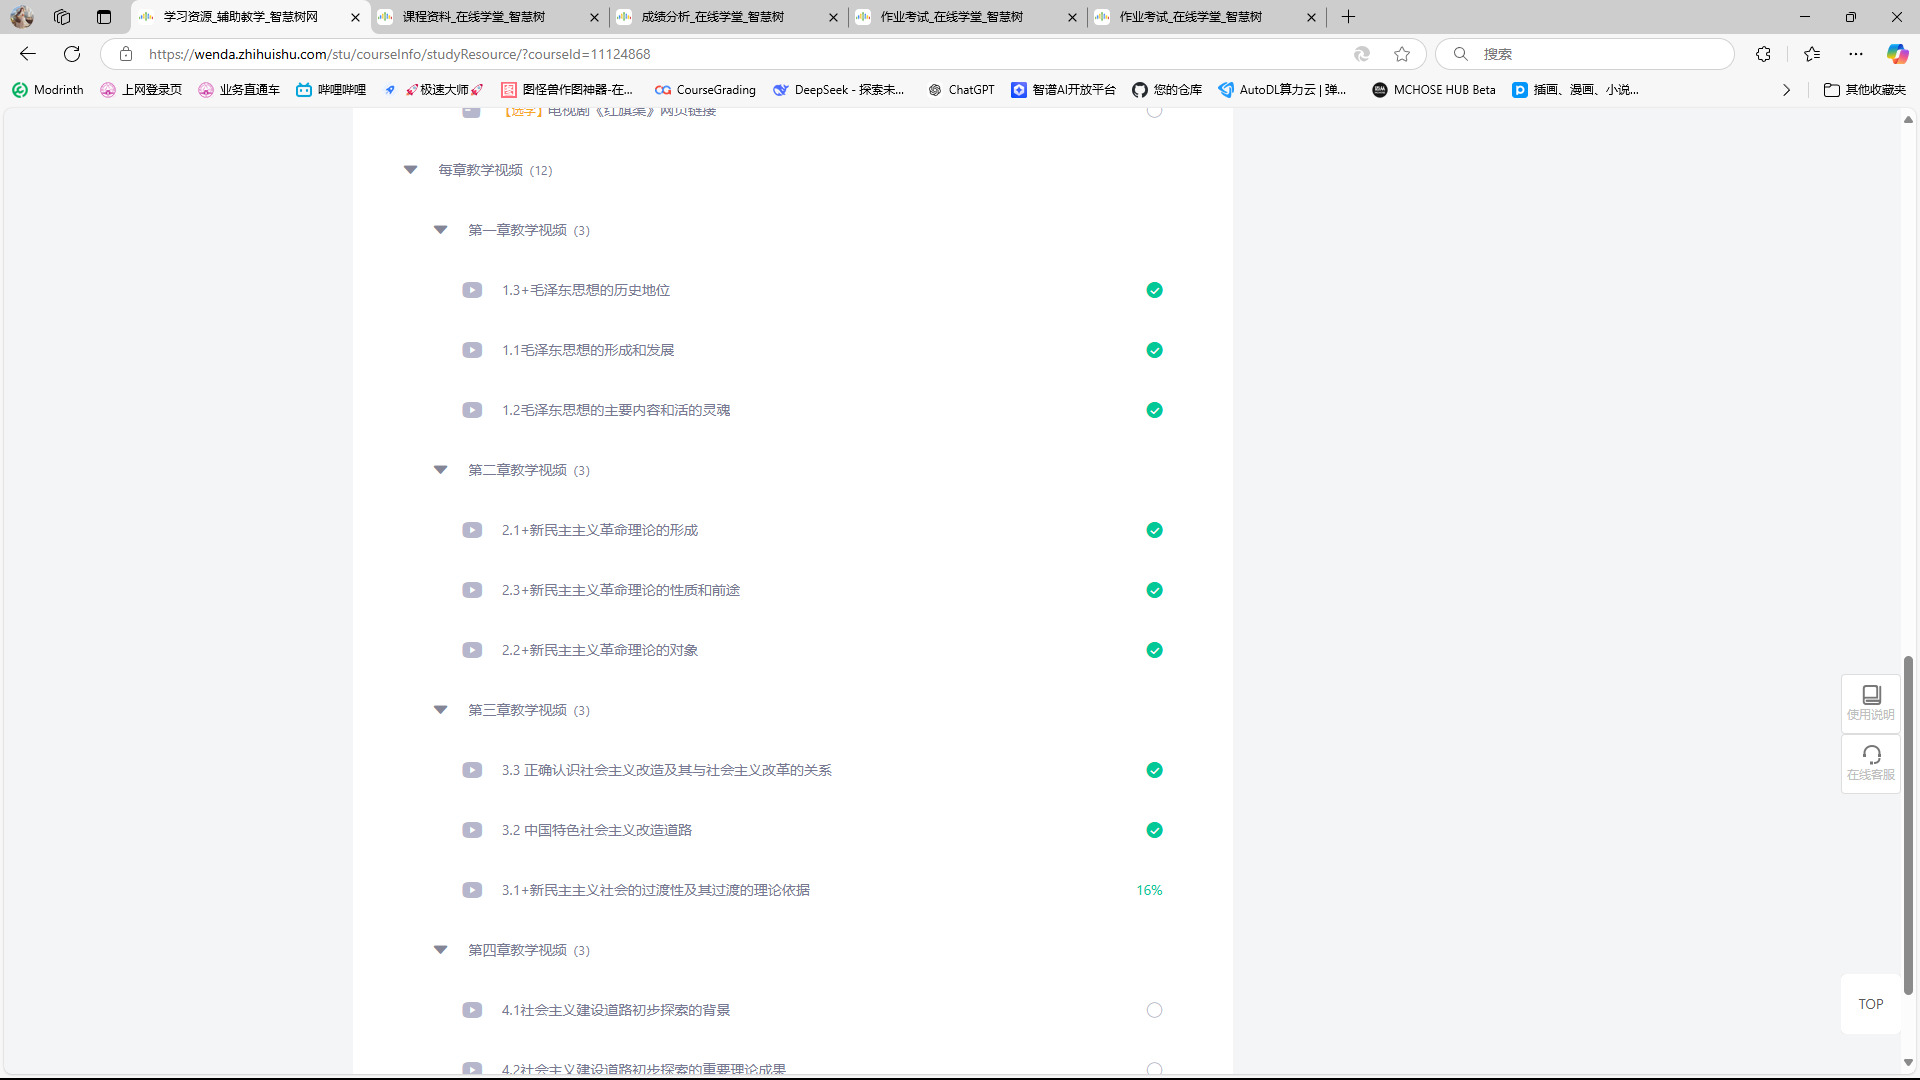 学习资源_辅助教学_智慧树网
课程资料_在线学堂_智慧树
成绩分析_在线学堂_智慧树
作业考试_在线学堂_智慧树
作业考试_在线学堂_智慧树
https://wenda.zhihuishu.com/stu/courseInfo/studyResource/?courseId=11124868
搜索
Modrinth
上网登录页
业务直通车
哔哩哔哩
🚀极速大师🚀
图怪兽作图神器-在...
CourseGrading
DeepSeek - 探索未...
ChatGPT
智谱AI开放平台
您的仓库
AutoDL算力云 | 弹...
MCHOSE HUB Beta
插画、漫画、小说...
其他收藏夹
【选学】电视剧《红旗渠》网页链接
每章教学视频 (12)
第一章教学视频 (3)
1.3+毛泽东思想的历史地位
1.1毛泽东思想的形成和发展
1.2毛泽东思想的主要内容和活的灵魂
第二章教学视频 (3)
2.1+新民主主义革命理论的形成
2.3+新民主主义革命理论的性质和前途
2.2+新民主主义革命理论的对象
第三章教学视频 (3)
3.3 正确认识社会主义改造及其与社会主义改革的关系
3.2 中国特色社会主义改造道路
3.1+新民主主义社会的过渡性及其过渡的理论依据
16%
第四章教学视频 (3)
4.1社会主义建设道路初步探索的背景
4.2社会主义建设道路初步探索的重要理论成果
使用说明
在线客服
TOP